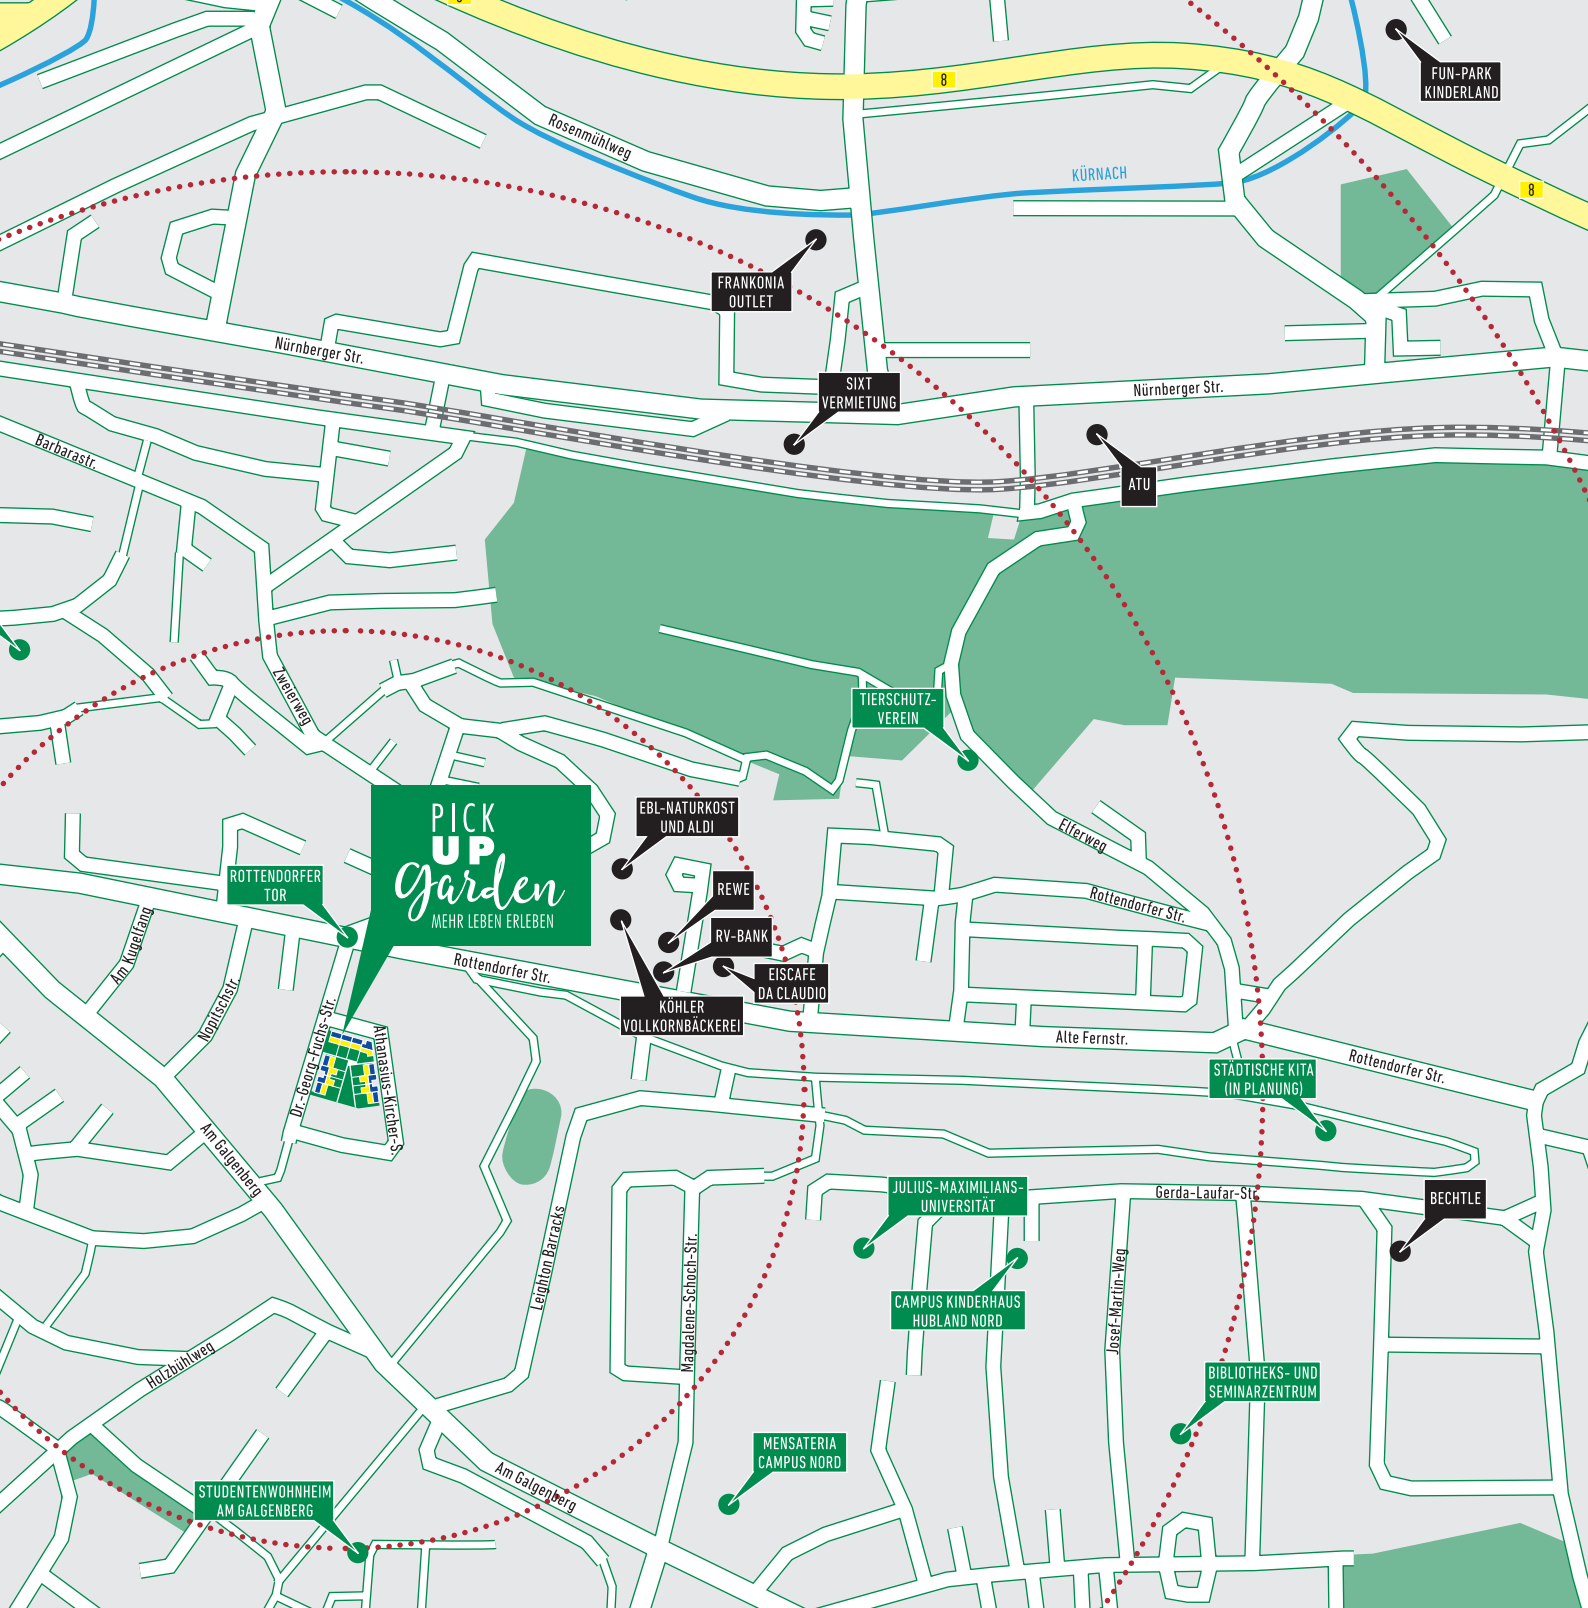 8
FUN-PARK
KINDERLAND
Rosenmühlweg
KÜRNACH
8
FRANKONIA
OUTLET
Nürnberger Str.
SIXT
VERMIETUNG
Nürnberger Str.
Barbarastr.
ATU
Zweierweg
TIERSCHUTZ-
VEREIN
PICK
UP
Garden
MEHR LEBEN ERLEBEN
EBL-NATURKOST
UND ALDI
Elferweg
ROTTENDORFER
TOR
REWE
Rottendorfer Str.
Am Kugelfang
RV-BANK
Rottendorfer Str.
EISCAFE
DA CLAUDIO
Nopitschstr.
KÖHLER
VOLLKORNBÄCKEREI
Alte Fernstr.
Dr.-Georg-Fuchs-Str.
Athanasius-Kircher-S
Rottendorfer Str.
STÄDTISCHE KITA
(IN PLANUNG)
Am Galgenberg
JULIUS-MAXIMILIANS-
UNIVERSITÄT
Gerda-Laufar-Str.
BECHTLE
Leighton Barracks
Magdalene-Schoch-Str.
Josef-Martin-Weg
CAMPUS KINDERHAUS
HUBLAND NORD
Holzbühlweg
BIBLIOTHEKS- UND
SEMINARZENTRUM
MENSATERIA
CAMPUS NORD
Am Galgenberg
STUDENTENWOHNHEIM
AM GALGENBERG